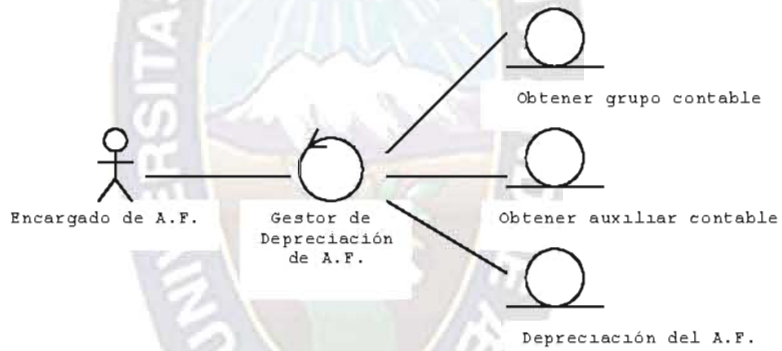 Obtener grupo contable
Encargado de A.F.
Gestor de
Depreciación
de A.F.
Obtener auxiliar contable
Depreciación del A.F.